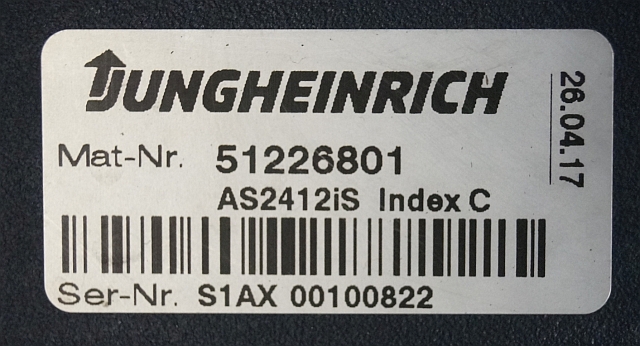 JUNGHEINRICH
Mat-Nr. 51226801
AS2412iS Index C
Ser-Nr. S1AX 00100822
26.04.17